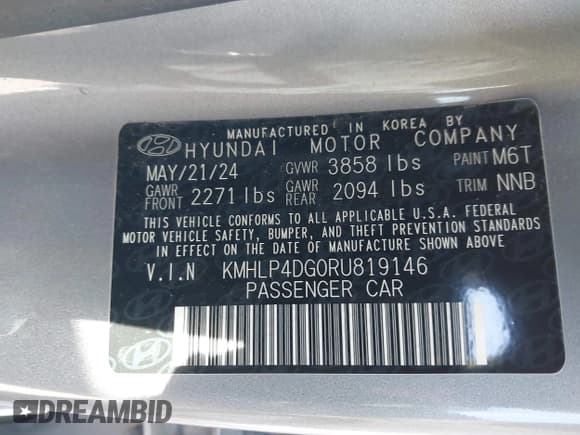 MANUFACTURED IN KOREA BY
HYUNDAI MOTOR COMPANY
MAY/21/24 GVWR 3858 lbs PAINT M6T
GAWR FRONT 2271 lbs GAWR REAR 2094 lbs TRIM NNB
THIS VEHICLE CONFORMS TO ALL APPLICABLE U.S.A. FEDERAL
MOTOR VEHICLE SAFETY, BUMPER, AND THEFT PREVENTION
STANDARDS IN EFFECT ON THE DATE OF MANUFACTURE SHOWN ABOVE.
V.I.N KMHLP4DG0RU819146
PASSENGER CAR
DREAMBID